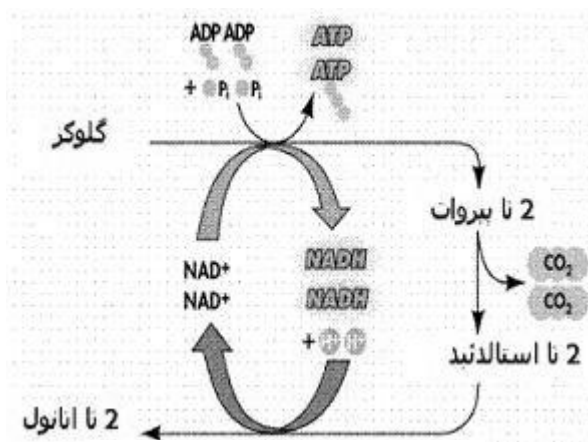 ADP ADP
ATP
ATP
+ Pi Pi
گلوکز
2 تا پیروات
NAD+
NAD+
NADH
NADH
CO2
CO2
+ H+ H+
2 تا استالدئید
2 تا اتانول